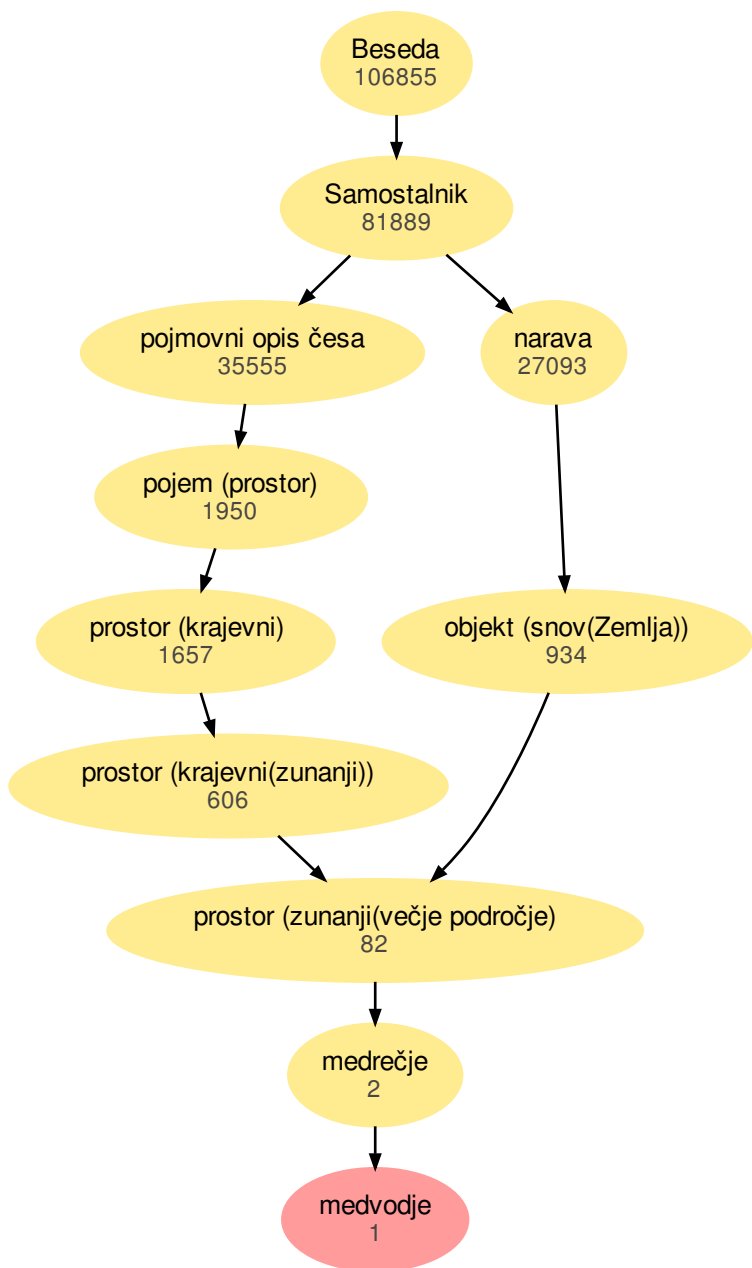 Beseda
106855
Samostalnik
81889
pojmovni opis česa
35555
narava
27093
pojem (prostor)
1950
prostor (krajevni)
1657
objekt (snov(Zemlja))
934
prostor (krajevni(zunanji))
606
prostor (zunanji(večje področje)
82
medrečje
2
medvodje
1